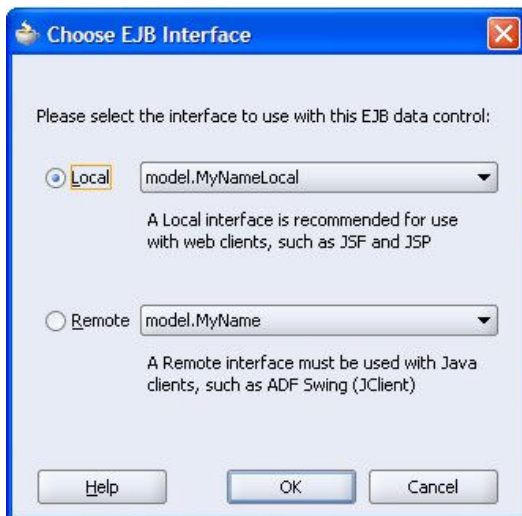 Choose EJB Interface
Please select the interface to use with this EJB data control:
Local model.MyNameLocal
A Local interface is recommended for use
with web clients, such as JSF and JSP
Remote model.MyName
A Remote interface must be used with Java
clients, such as ADF Swing (JClient)
Help OK Cancel